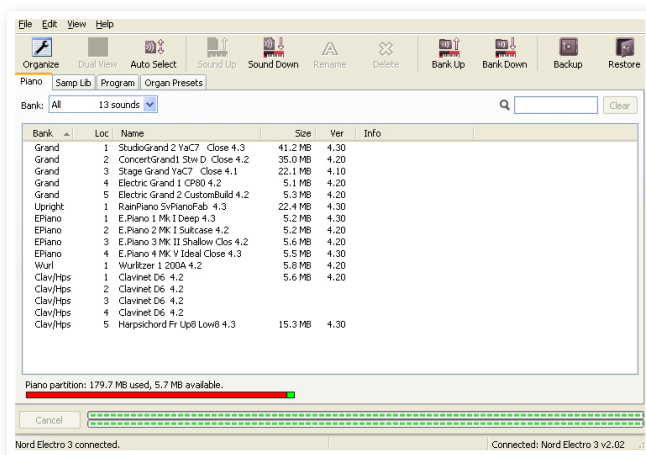 File Edit View Help
Organize Dual View Auto Select Sound Up Sound Down Rename Delete Bank Up Bank Down Backup Restore
Piano Samp Lib Program Organ Presets
Bank: All 13 sounds Clear
Bank Loc Name Size Ver Info
Grand 1 StudioGrand 2 YaC7 Close 4.3 41.2 MB 4.30
Grand 2 ConcertGrand1 Stw D Close 4.2 35.0 MB 4.20
Grand 3 Stage Grand YaC7 Close 4.1 22.1 MB 4.10
Grand 4 Electric Grand 1 CP80 4.2 5.1 MB 4.20
Grand 5 Electric Grand 2 CustomBuild 4.2 5.3 MB 4.20
Upright 1 RainPiano SvPianoFab 4.3 22.4 MB 4.30
EPiano 1 E.Piano 1 Mk I Deep 4.3 5.2 MB 4.30
EPiano 2 E.Piano 2 MK I Suitcase 4.2 5.2 MB 4.20
EPiano 3 E.Piano 3 MK II Shallow Clos 4.2 5.6 MB 4.20
EPiano 4 E.Piano 4 MK V Ideal Close 4.3 5.5 MB 4.30
Wurl 1 Wurlitzer 1 200A 4.2 5.8 MB 4.20
Clav/Hps 1 Clavinet D6 4.2 5.6 MB 4.20
Clav/Hps 2 Clavinet D6 4.2
Clav/Hps 3 Clavinet D6 4.2
Clav/Hps 4 Clavinet D6 4.2
Clav/Hps 5 Harpsichord Fr Up8 Low8 4.3 15.3 MB 4.30
Piano partition: 179.7 MB used, 5.7 MB available.
Cancel
Nord Electro 3 connected. Connected: Nord Electro 3 v2.02